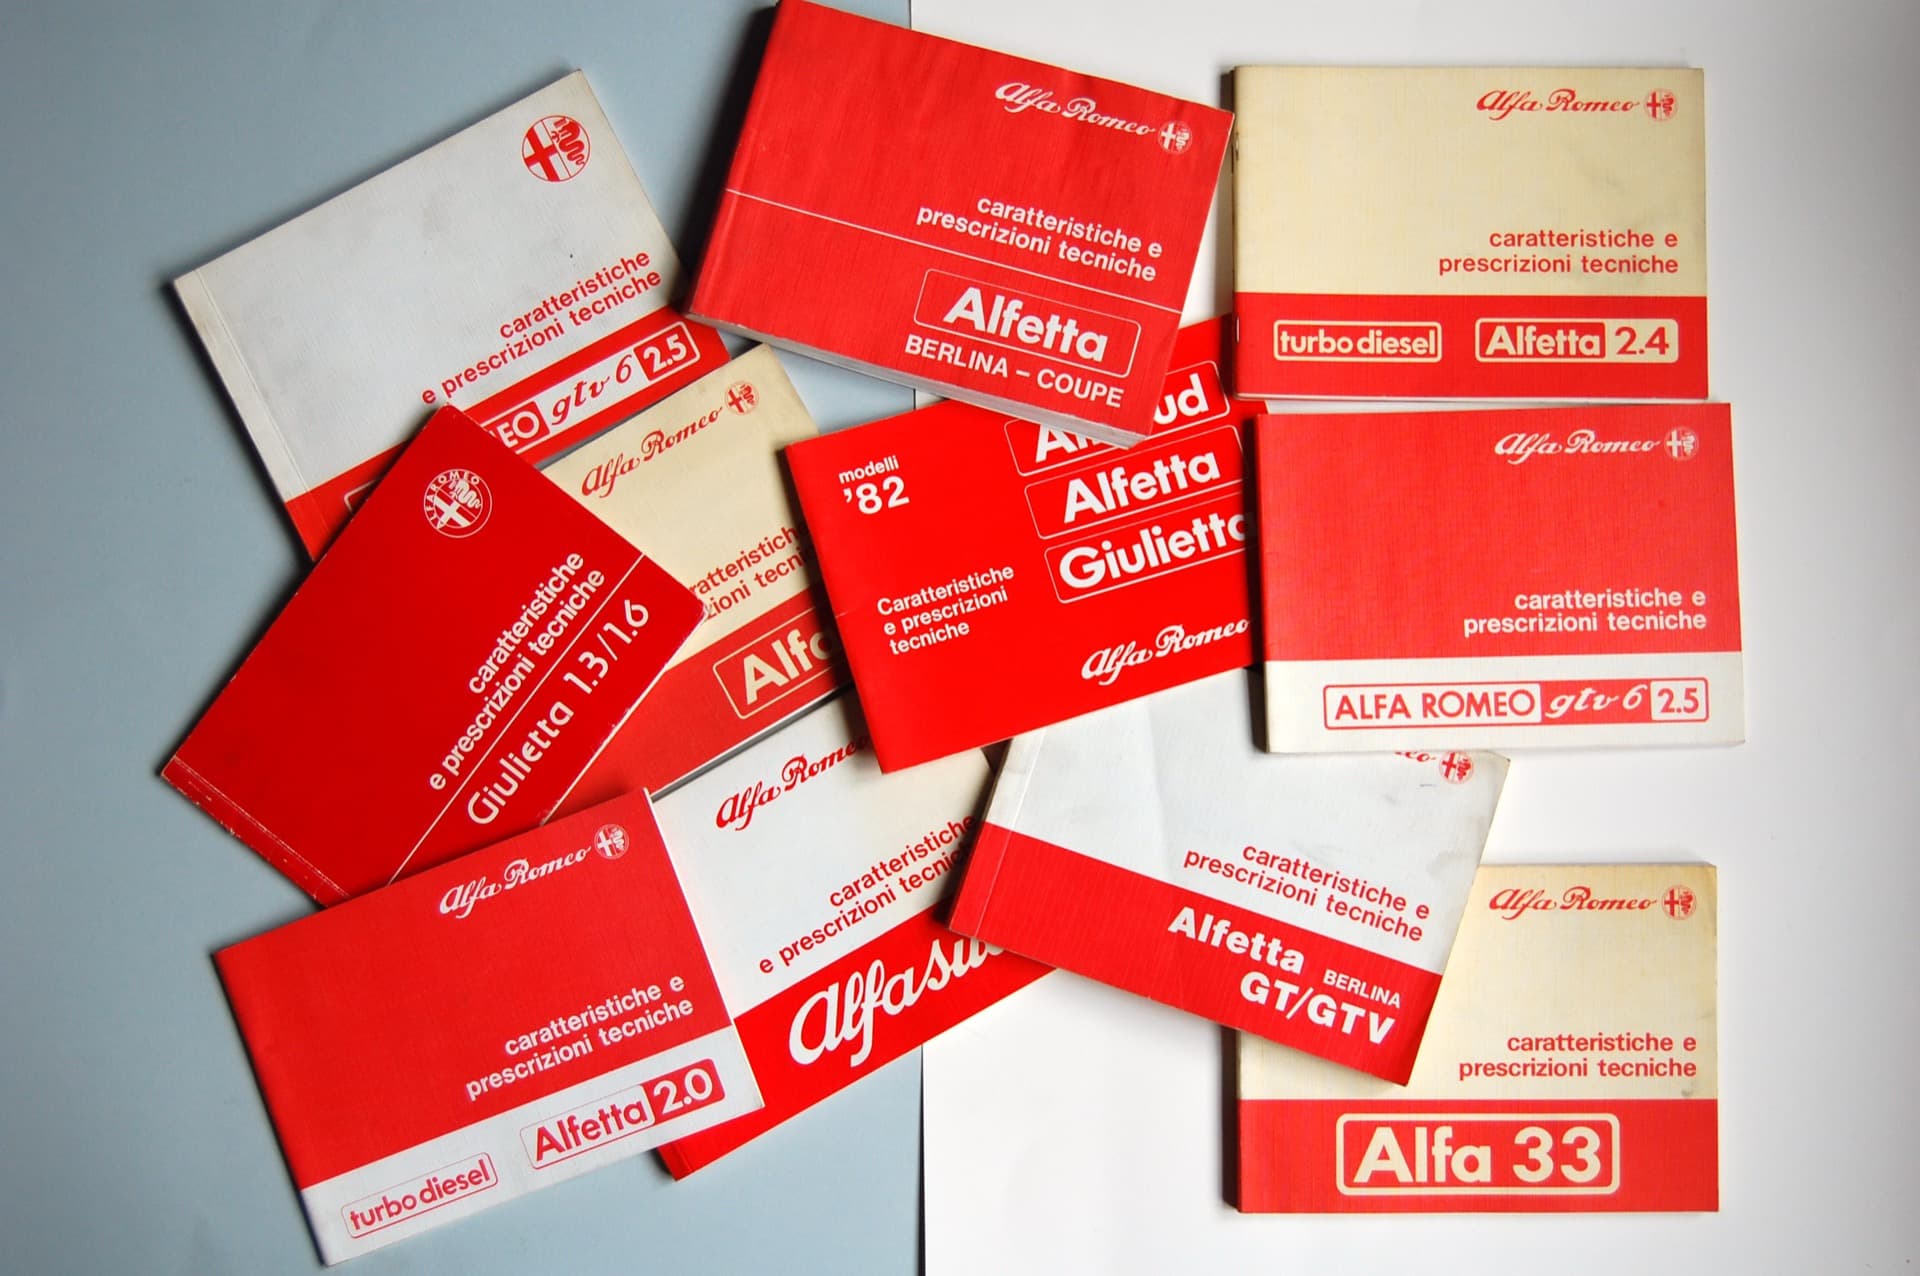 caratteristiche
e prescrizioni tecniche
gtv 6 2.5
Alfa Romeo
caratteristiche e
prescrizioni tecniche
Alfetta
BERLINA – COUPE
Alfa Romeo
caratteristiche e
prescrizioni tecniche
turbo diesel Alfetta 2.4
ALFA ROMEO
caratteristiche
e prescrizioni tecniche
Giulietta 1.3/1.6
Alfa Romeo
modelli
'82
Alfetta
Giulietta
Caratteristiche
e prescrizioni
tecniche
Alfa Romeo
Alfa Romeo
caratteristiche e
prescrizioni tecniche
ALFA ROMEO gtv 6 2.5
Alfa Romeo
caratteristiche e
prescrizioni tecniche
turbo diesel Alfetta 2.0
Alfa Romeo
caratteristiche
e prescrizioni
caratteristiche e
prescrizioni tecniche
Alfetta BERLINA
GT/GTV
Alfa Romeo
caratteristiche e
prescrizioni tecniche
Alfa 33